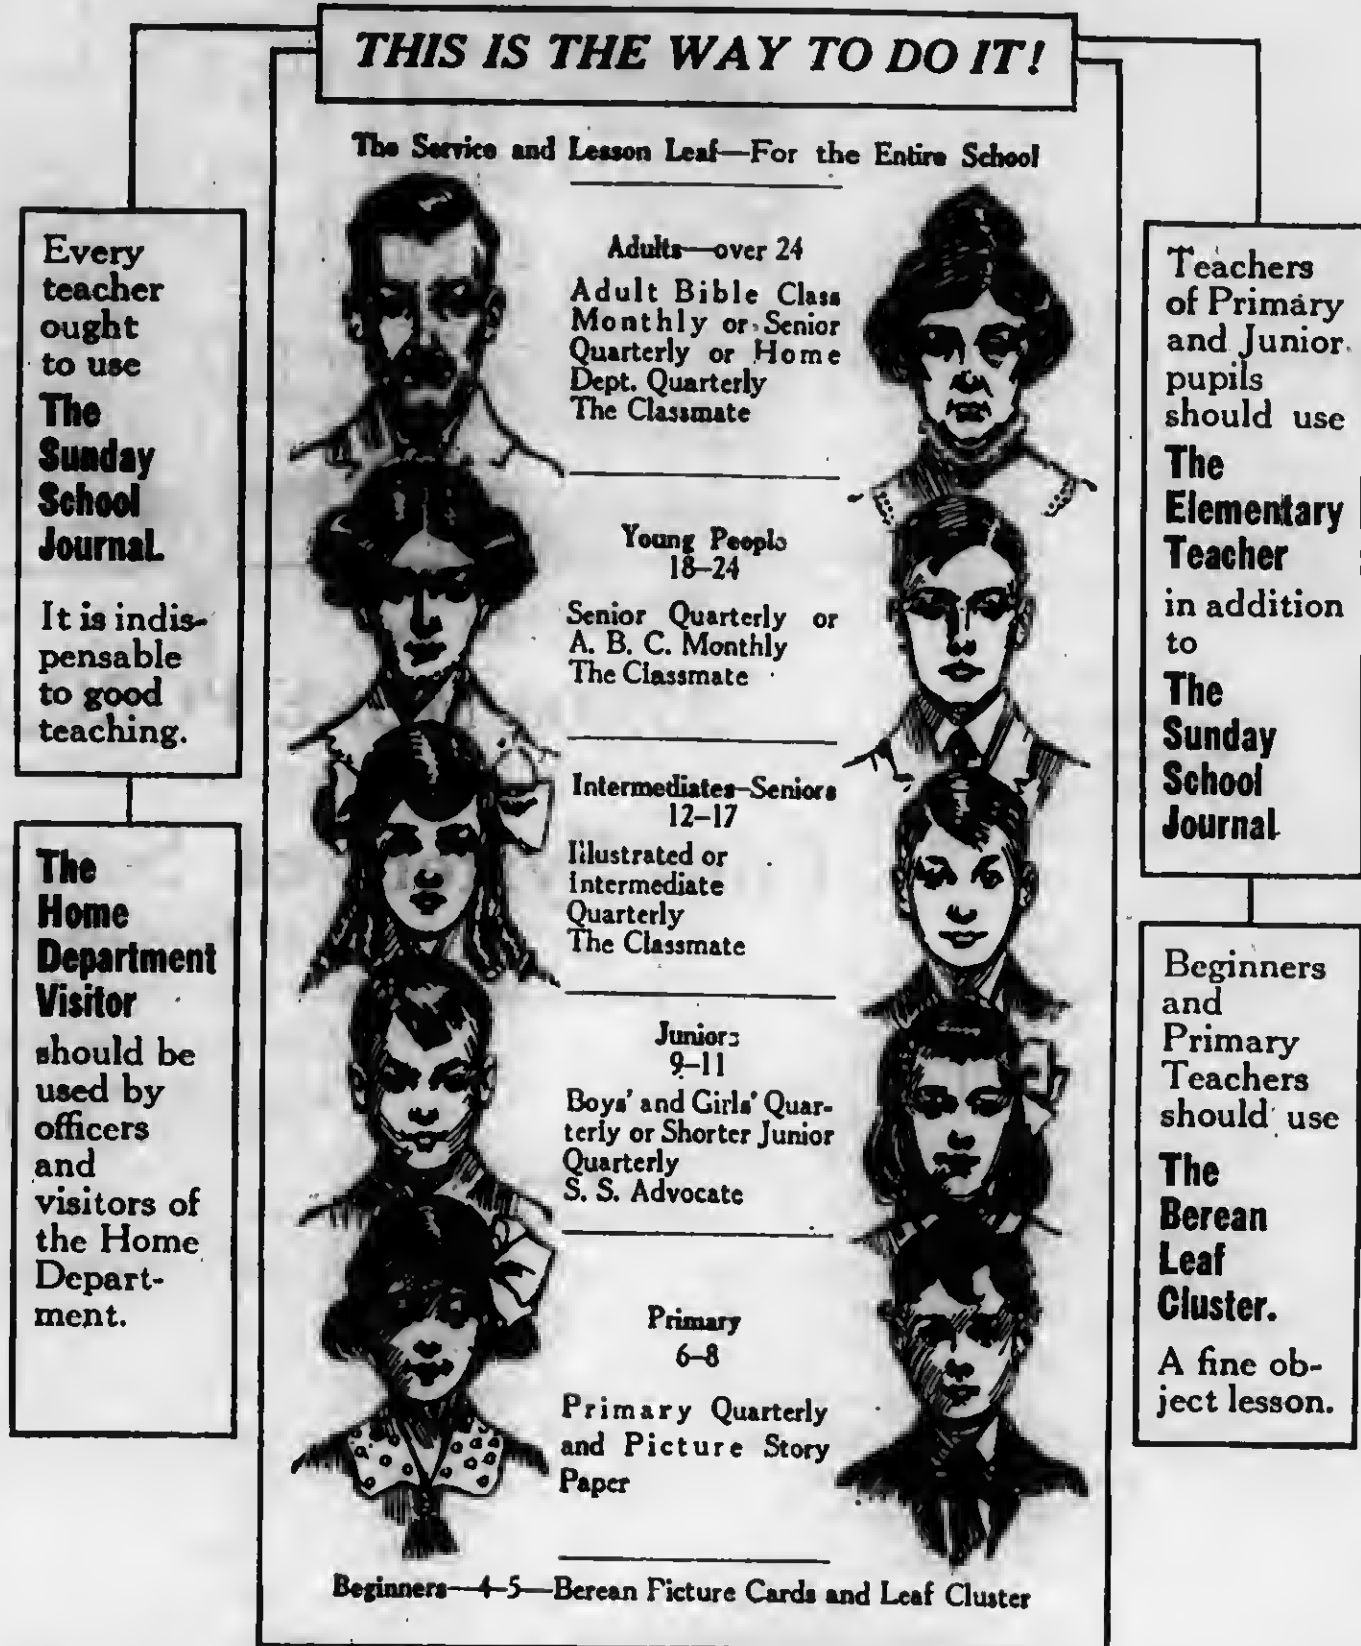 THIS IS THE WAY TO DO IT!
The Service and Lesson Leaf—For the Entire School
Every
teacher
ought
to use
The
Sunday
School
Journal.
It is indis-
pensable
to good
teaching.
The
Home
Department
Visitor
should be
used by
officers
and
visitors of
the Home
Depart-
ment.
Adults—over 24
Adult Bible Class
Monthly or Senior
Quarterly or Home
Dept. Quarterly
The Classmate
Young People
18–24
Senior Quarterly or
A. B. C. Monthly
The Classmate
Intermediates–Seniors
12–17
Illustrated or
Intermediate
Quarterly
The Classmate
Juniors
9–11
Boys' and Girls' Quar-
terly or Shorter Junior
Quarterly
S. S. Advocate
Primary
6–8
Primary Quarterly
and Picture Story
Paper
Beginners—4-5—Berean Picture Cards and Leaf Cluster
Teachers
of Primary
and Junior
pupils
should use
The
Elementary
Teacher
in addition
to
The
Sunday
School
Journal
Beginners
and
Primary
Teachers
should use
The
Berean
Leaf
Cluster.
A fine ob-
ject lesson.